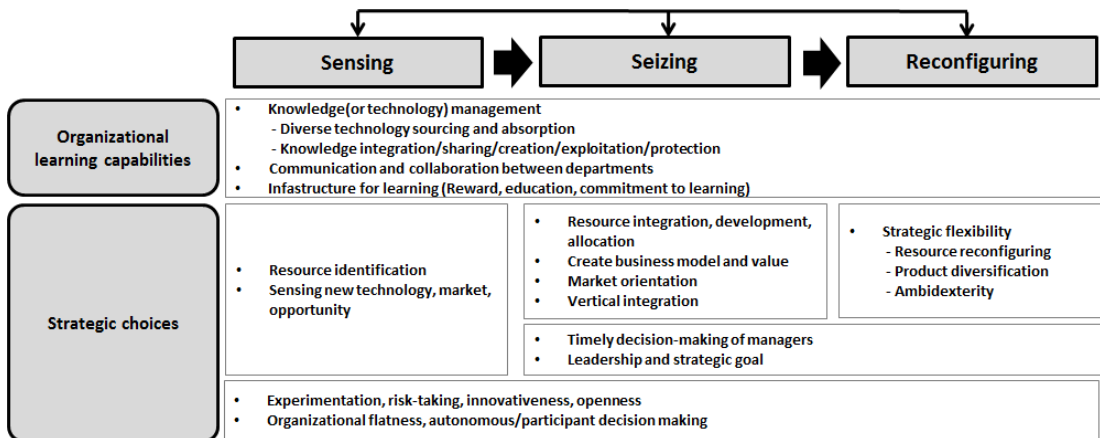 Sensing
Seizing
Reconfiguring
Organizational
learning capabilities
• Knowledge(or technology) management
- Diverse technology sourcing and absorption
- Knowledge integration/sharing/creation/exploitation/protection
• Communication and collaboration between departments
• Infastructure for learning (Reward, education, commitment to learning)
Strategic choices
• Resource identification
• Sensing new technology, market,
opportunity
• Resource integration, development,
allocation
• Create business model and value
• Market orientation
• Vertical integration
• Strategic flexibility
- Resource reconfiguring
- Product diversification
- Ambidexterity
• Timely decision-making of managers
• Leadership and strategic goal
• Experimentation, risk-taking, innovativeness, openness
• Organizational flatness, autonomous/participant decision making